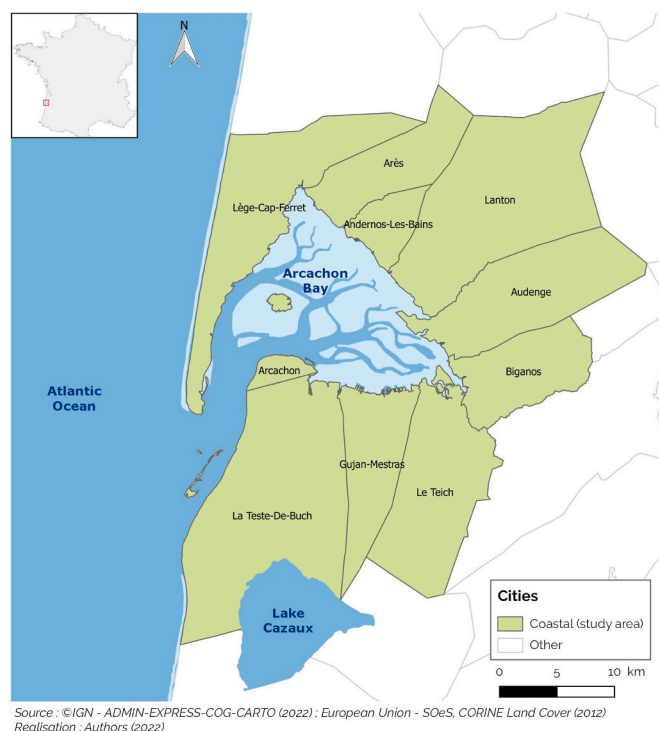 N
Arès
Lège-Cap-Ferret
Andernos-Les-Bains
Lanton
Arcachon
Bay
Audenge
Arcachon
Biganos
Atlantic
Ocean
Gujan-Mestras
Le Teich
La Teste-De-Buch
Lake
Cazaux
Cities
Coastal (study area)
Other
0 5 10 km
Source : ©IGN - ADMIN-EXPRESS-COG-CARTO (2022) ; European Union - SOeS, CORINE Land Cover (2012)
Realisation : Authors (2022)